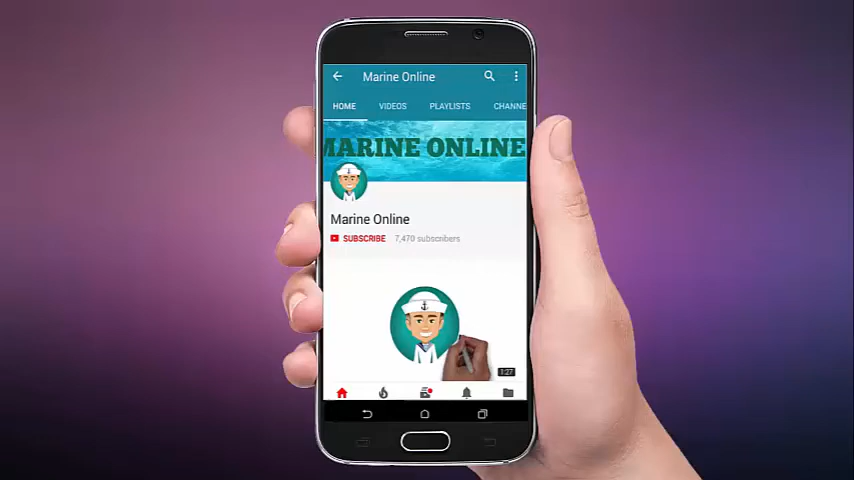 Marine Online
HOME VIDEOS PLAYLISTS CHANNE
MARINE ONLINE
Marine Online
SUBSCRIBE 7,470 subscribers
1:27